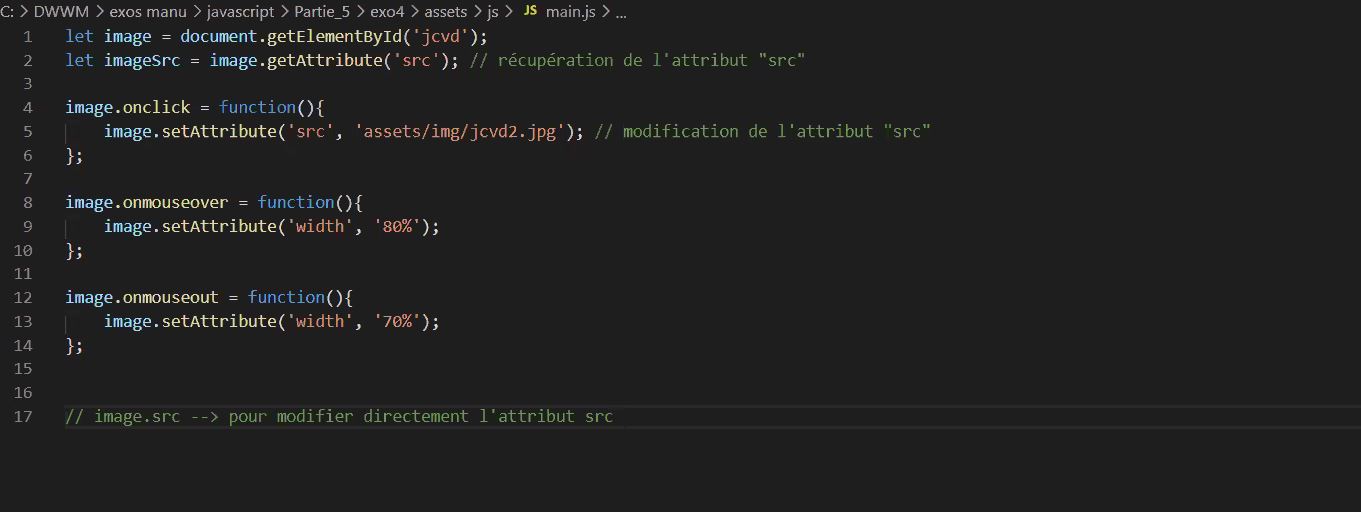 C: > DWWM > exos manu > javascript > Partie_5 > exo4 > assets > js > JS main.js > ...
1 let image = document.getElementById('jcvd');
2 let imageSrc = image.getAttribute('src'); // récupération de l'attribut "src"
3
4 image.onclick = function(){
5     image.setAttribute('src', 'assets/img/jcvd2.jpg'); // modification de l'attribut "src"
6 };
7
8 image.onmouseover = function(){
9     image.setAttribute('width', '80%');
10 };
11
12 image.onmouseout = function(){
13     image.setAttribute('width', '70%');
14 };
15
16
17 // image.src --> pour modifier directement l'attribut src